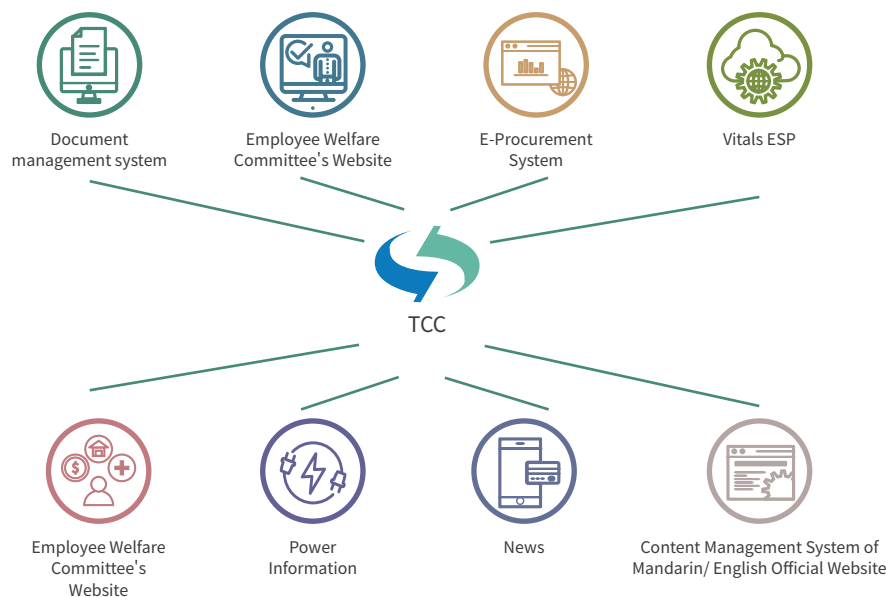 Document
management system
Employee Welfare
Committee's Website
E-Procurement
System
Vitals ESP
TCC
Employee Welfare
Committee's
Website
Power
Information
News
Content Management System of
Mandarin/ English Official Website